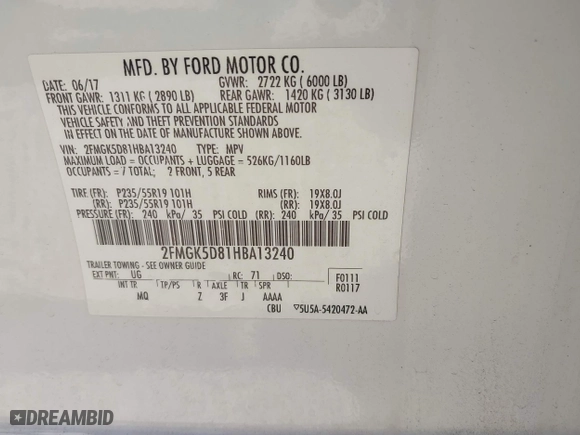 MFD. BY FORD MOTOR CO.
DATE: 06/17 GVWR: 2722 KG ( 6000 LB)
FRONT GAWR: 1311 KG ( 2890 LB) REAR GAWR: 1420 KG ( 3130 LB)
THIS VEHICLE CONFORMS TO ALL APPLICABLE FEDERAL MOTOR
VEHICLE SAFETY AND THEFT PREVENTION STANDARDS
IN EFFECT ON THE DATE OF MANUFACTURE SHOWN ABOVE.
VIN: 2FMGK5D81HBA13240 TYPE: MPV
MAXIMUM LOAD = OCCUPANTS + LUGGAGE = 526KG/1160LB
OCCUPANTS = 7 TOTAL; 2 FRONT, 5 REAR
TIRE (FR): P235/55R19 101H RIMS (FR): 19X8.0J
(RR): P235/55R19 101H (RR): 19X8.0J
PRESSURE (FR): 240 kPa/ 35 PSI COLD (RR): 240 kPa/ 35 PSI COLD
2FMGK5D81HBA13240
TRAILER TOWING - SEE OWNER GUIDE
EXT PNT: UG RC: 71 DSO: F0111
R0117
INT TR TP/PS R AXLE TR SPR
MQ Z 3F J AAAA
CBU ▽5U5A-5420472-AA
DREAMBID